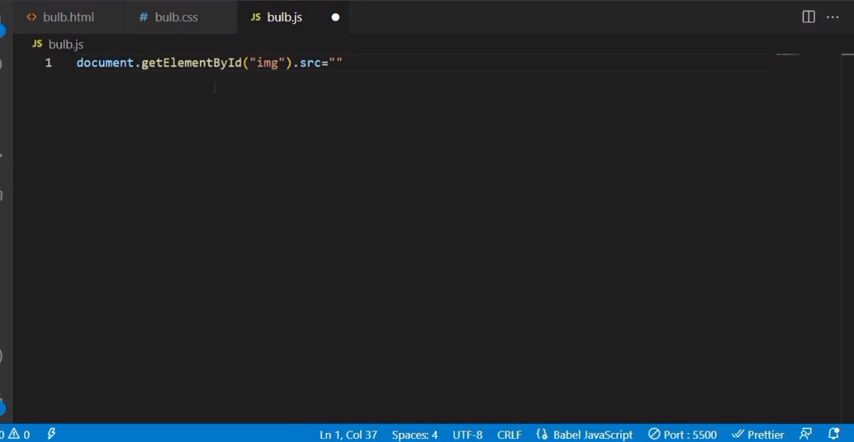 <> bulb.html # bulb.css JS bulb.js ...
JS bulb.js
1 document.getElementById("img").src=""
0 0 Ln 1, Col 37 Spaces: 4 UTF-8 CRLF Babel JavaScript Port : 5500 Prettier